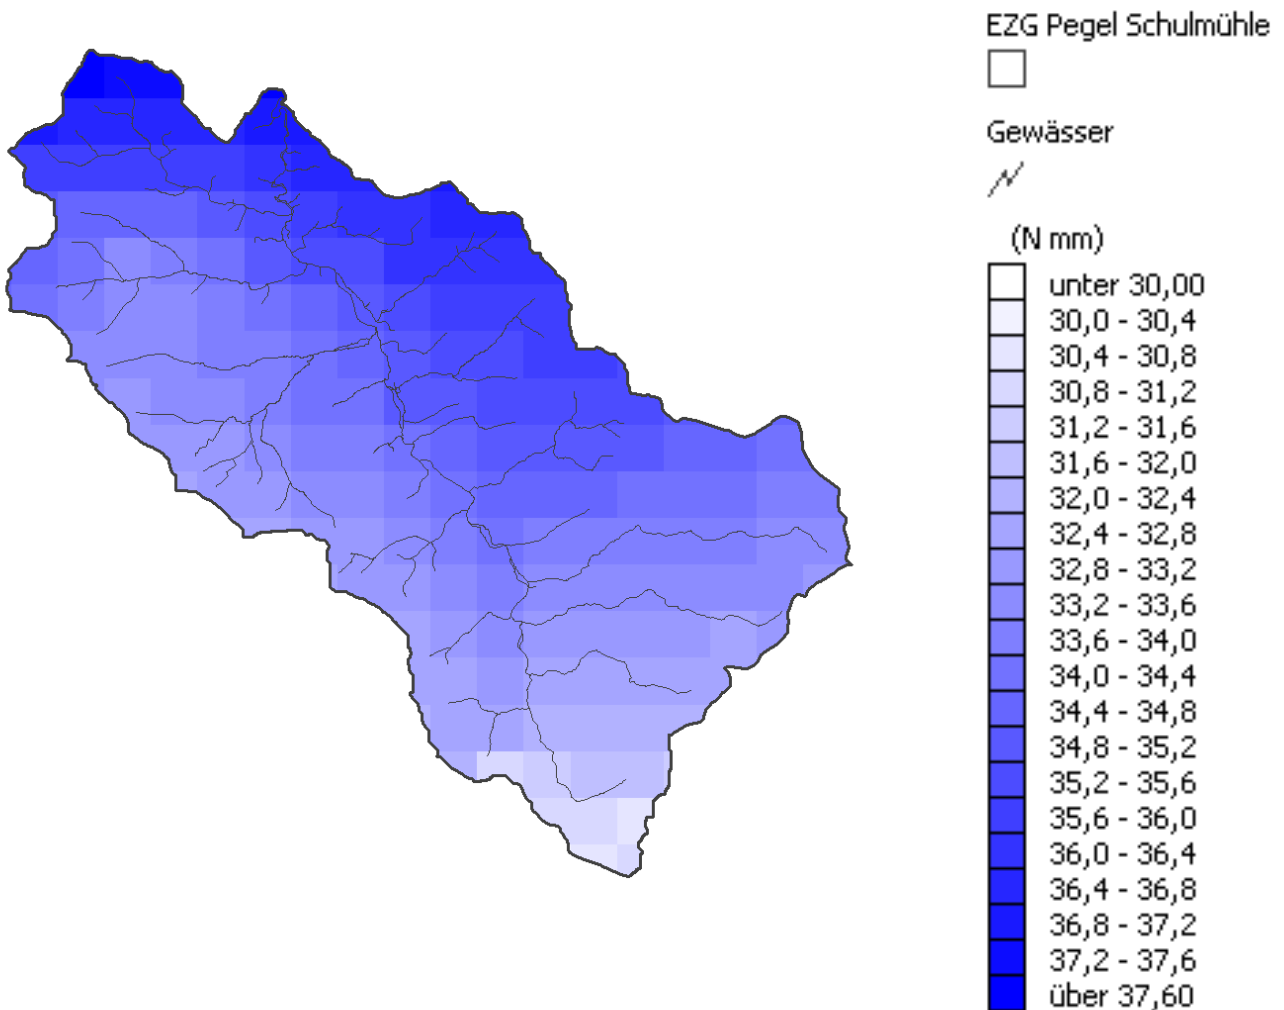 EZG Pegel Schulmühle
Gewässer
(N mm)
unter 30,00
30,0 - 30,4
30,4 - 30,8
30,8 - 31,2
31,2 - 31,6
31,6 - 32,0
32,0 - 32,4
32,4 - 32,8
32,8 - 33,2
33,2 - 33,6
33,6 - 34,0
34,0 - 34,4
34,4 - 34,8
34,8 - 35,2
35,2 - 35,6
35,6 - 36,0
36,0 - 36,4
36,4 - 36,8
36,8 - 37,2
37,2 - 37,6
über 37,60